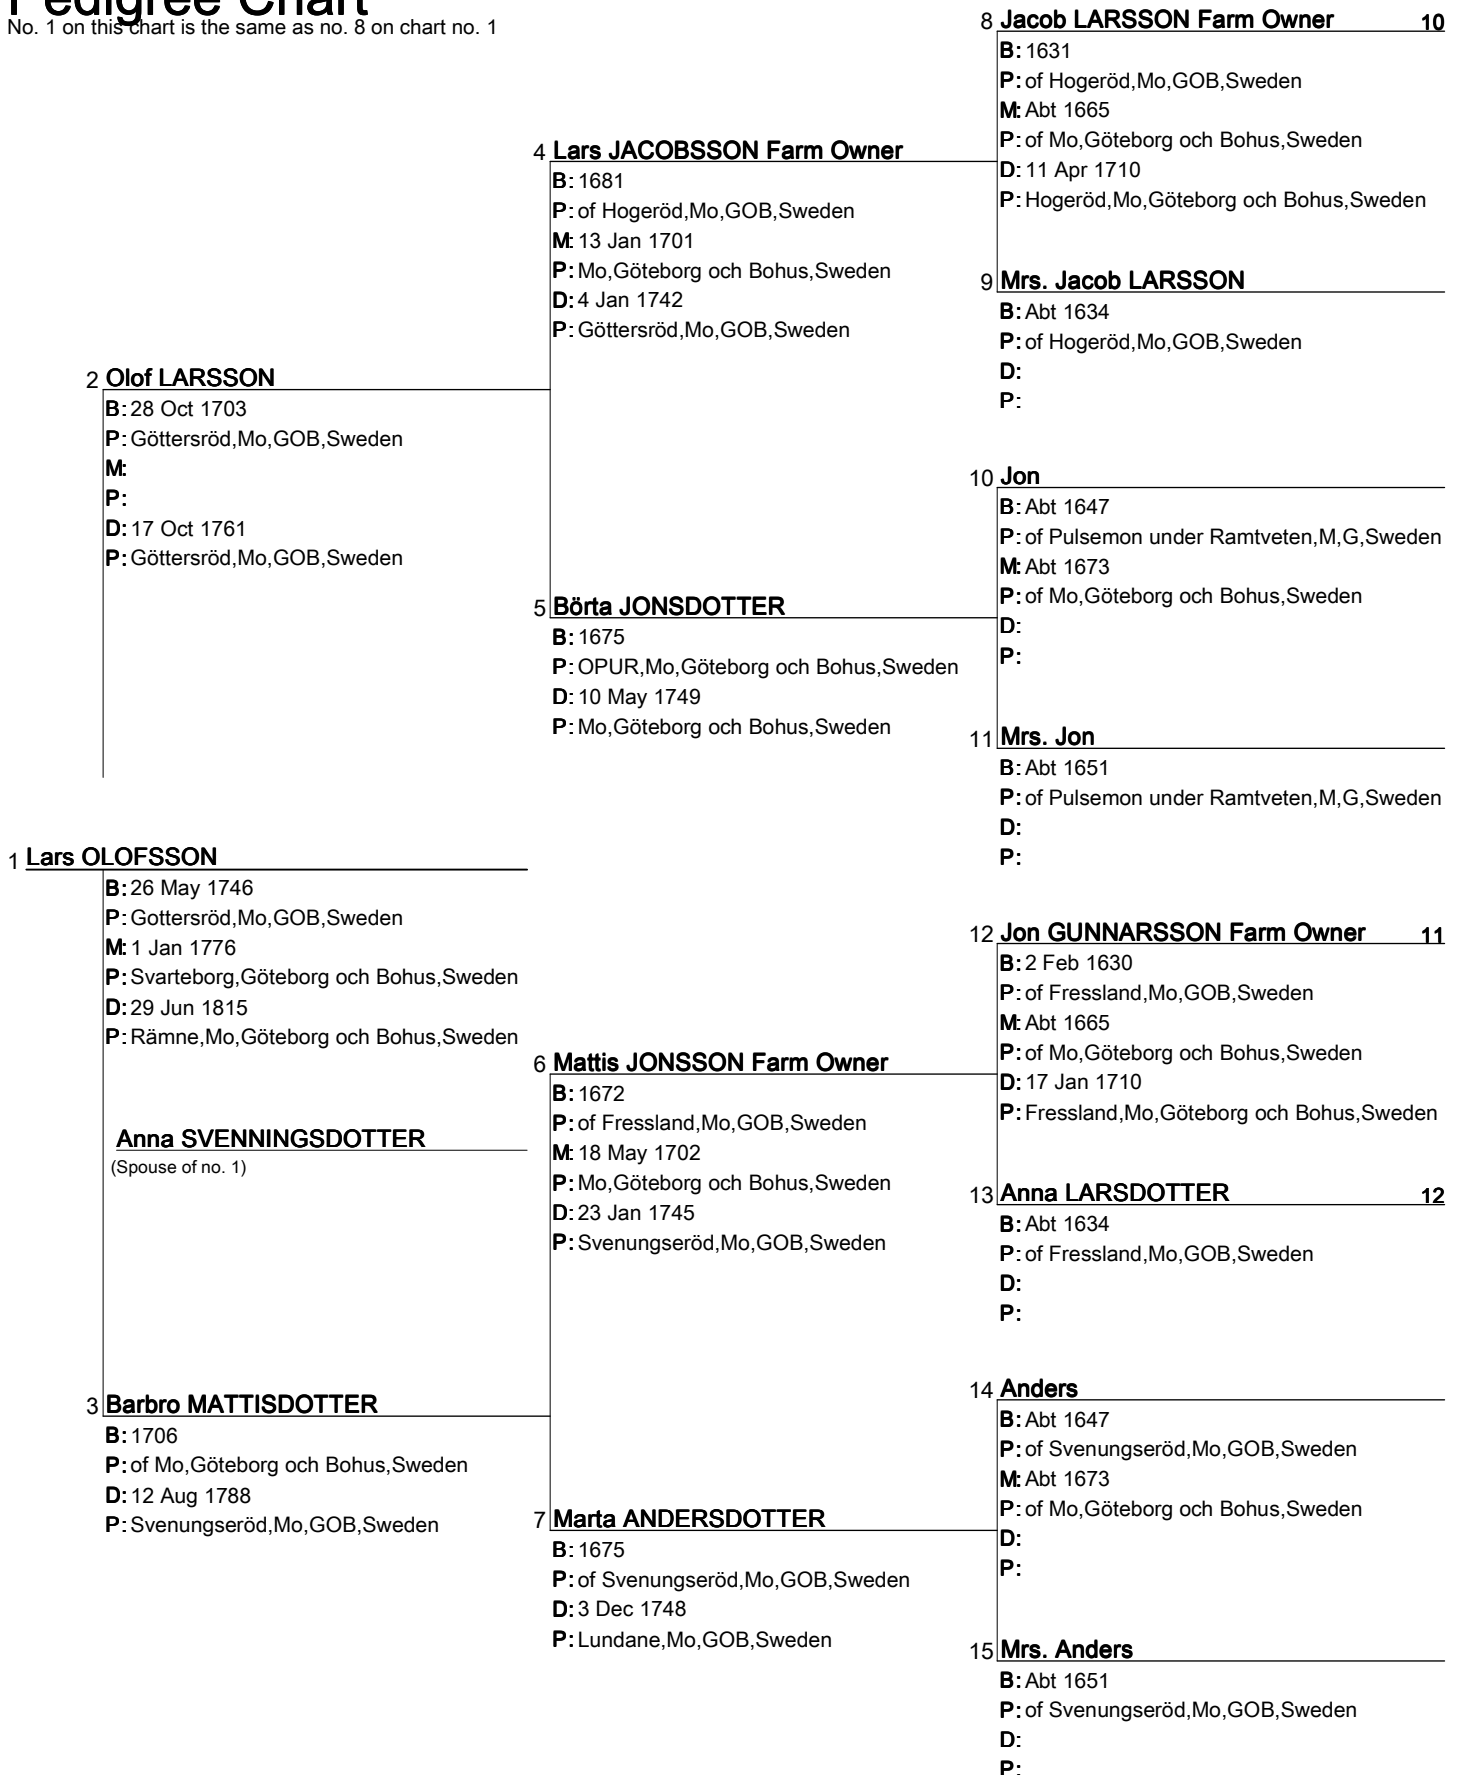 Pedigree Chart
No. 1 on this chart is the same as no. 8 on chart no. 1
8 Jacob LARSSON Farm Owner 10
B: 1631
P: of Hogeröd,Mo,GOB,Sweden
M: Abt 1665
P: of Mo,Göteborg och Bohus,Sweden
D: 11 Apr 1710
P: Hogeröd,Mo,Göteborg och Bohus,Sweden
4 Lars JACOBSSON Farm Owner
B: 1681
P: of Hogeröd,Mo,GOB,Sweden
M: 13 Jan 1701
P: Mo,Göteborg och Bohus,Sweden
D: 4 Jan 1742
P: Göttersröd,Mo,GOB,Sweden
9 Mrs. Jacob LARSSON
B: Abt 1634
P: of Hogeröd,Mo,GOB,Sweden
D:
P:
2 Olof LARSSON
B: 28 Oct 1703
P: Göttersröd,Mo,GOB,Sweden
M:
P:
D: 17 Oct 1761
P: Göttersröd,Mo,GOB,Sweden
10 Jon
B: Abt 1647
P: of Pulsemon under Ramtveten,M,G,Sweden
M: Abt 1673
P: of Mo,Göteborg och Bohus,Sweden
D:
P:
5 Börta JONSDOTTER
B: 1675
P: OPUR,Mo,Göteborg och Bohus,Sweden
D: 10 May 1749
P: Mo,Göteborg och Bohus,Sweden
11 Mrs. Jon
B: Abt 1651
P: of Pulsemon under Ramtveten,M,G,Sweden
D:
P:
1 Lars OLOFSSON
B: 26 May 1746
P: Gottersröd,Mo,GOB,Sweden
M: 1 Jan 1776
P: Svarteborg,Göteborg och Bohus,Sweden
D: 29 Jun 1815
P: Rämne,Mo,Göteborg och Bohus,Sweden
Anna SVENNINGSDOTTER
(Spouse of no. 1)
12 Jon GUNNARSSON Farm Owner 11
B: 2 Feb 1630
P: of Fressland,Mo,GOB,Sweden
M: Abt 1665
P: of Mo,Göteborg och Bohus,Sweden
D: 17 Jan 1710
P: Fressland,Mo,Göteborg och Bohus,Sweden
6 Mattis JONSSON Farm Owner
B: 1672
P: of Fressland,Mo,GOB,Sweden
M: 18 May 1702
P: Mo,Göteborg och Bohus,Sweden
D: 23 Jan 1745
P: Svenungseröd,Mo,GOB,Sweden
13 Anna LARSDOTTER 12
B: Abt 1634
P: of Fressland,Mo,GOB,Sweden
D:
P:
3 Barbro MATTISDOTTER
B: 1706
P: of Mo,Göteborg och Bohus,Sweden
D: 12 Aug 1788
P: Svenungseröd,Mo,GOB,Sweden
14 Anders
B: Abt 1647
P: of Svenungseröd,Mo,GOB,Sweden
M: Abt 1673
P: of Mo,Göteborg och Bohus,Sweden
D:
P:
7 Marta ANDERSDOTTER
B: 1675
P: of Svenungseröd,Mo,GOB,Sweden
D: 3 Dec 1748
P: Lundane,Mo,GOB,Sweden
15 Mrs. Anders
B: Abt 1651
P: of Svenungseröd,Mo,GOB,Sweden
D:
P: